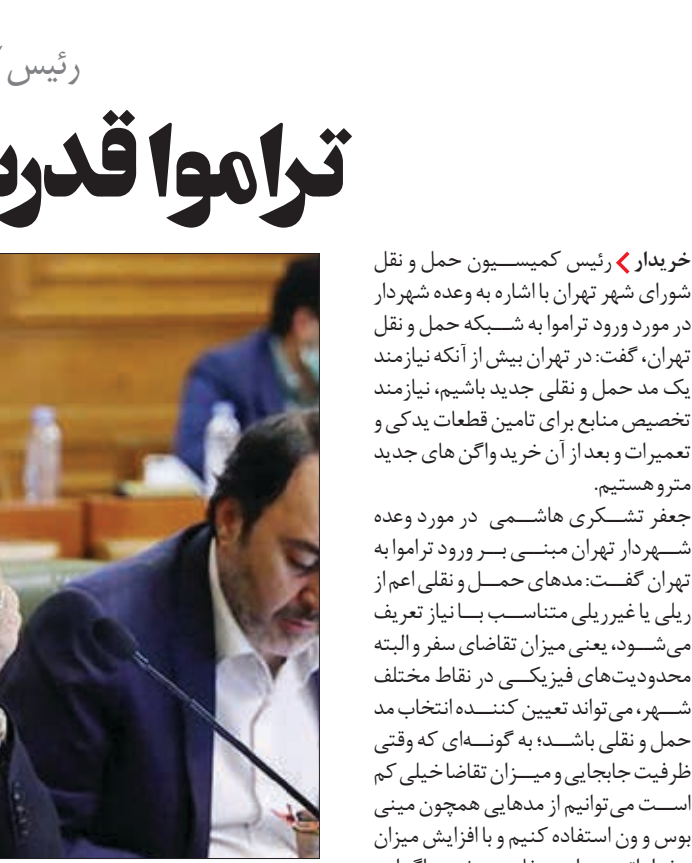 رئیس
تراموا قدر
خریدار > رئیس کمیسیون حمل و نقل
شورای شهر تهران با اشاره به وعده شهردار
در مورد ورود تراموا به شبکه حمل و نقل
تهران، گفت: در تهران بیش از آنکه نیازمند
یک مد حمل و نقلی جدید باشیم، نیازمند
تخصیص منابع برای تامین قطعات یدکی و
تعمیرات و بعد از آن خرید واگن های جدید
مترو هستیم.
جعفر تشکری هاشمی در مورد وعده
شهردار تهران مبنی بر ورود تراموا به
تهران گفت: مدهای حمل و نقلی اعم از
ریلی یا غیرریلی متناسب با نیاز تعریف
می‌شود، یعنی میزان تقاضای سفر و البته
محدودیت‌های فیزیکی در نقاط مختلف
شهر، می‌تواند تعیین کننده انتخاب مد
حمل و نقلی باشد؛ به گونه‌ای که وقتی
ظرفیت جابجایی و میزان تقاضا خیلی کم
است می‌توانیم از مدهایی همچون مینی
بوس و ون استفاده کنیم و با افزایش میزان